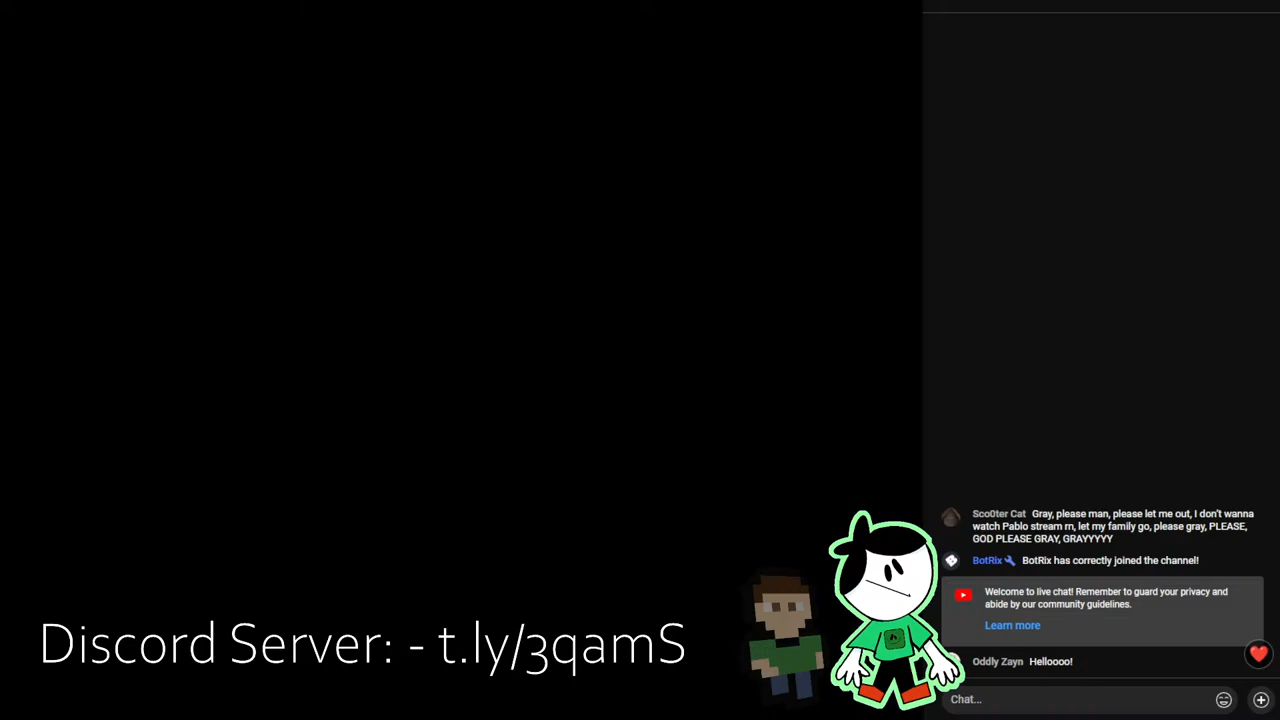 Sco0ter Cat Gray, please man, please let me out, I don't wanna
watch Pablo stream rn, let my family go, please gray, PLEASE,
GOD PLEASE GRAY, GRAYYYYY
BotRix BotRix has correctly joined the channel!
Welcome to live chat! Remember to guard your privacy and
abide by our community guidelines.
Learn more
Oddly Zayn Helloooo!
Chat...
Discord Server: - t.ly/3qamS